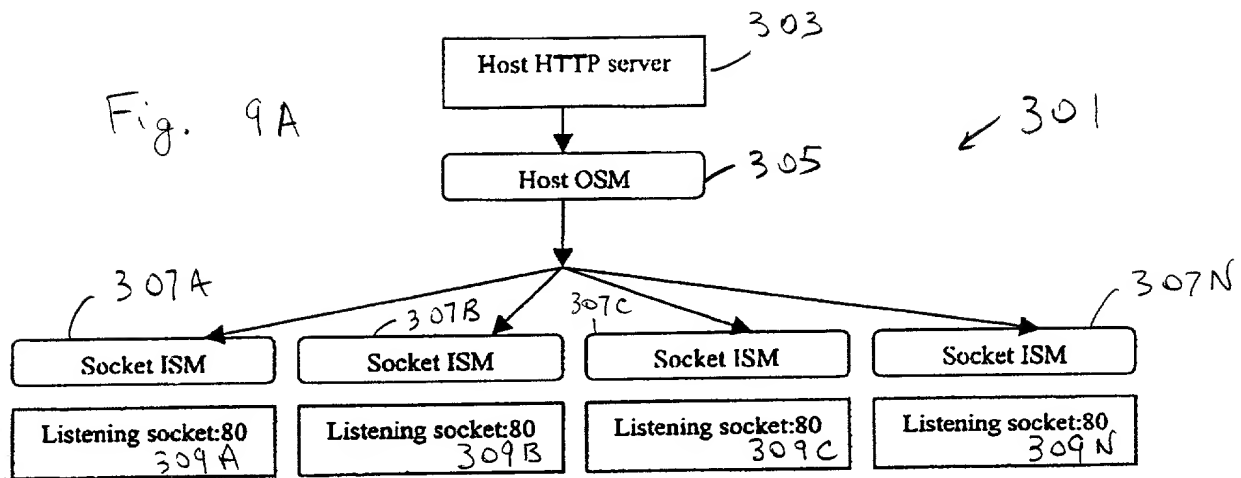 303
Host HTTP server
Fig. 9A
301
305
Host OSM
307A
307B
307C
307N
Socket ISM
Socket ISM
Socket ISM
Socket ISM
Listening socket:80
309A
Listening socket:80
309B
Listening socket:80
309C
Listening socket:80
309N